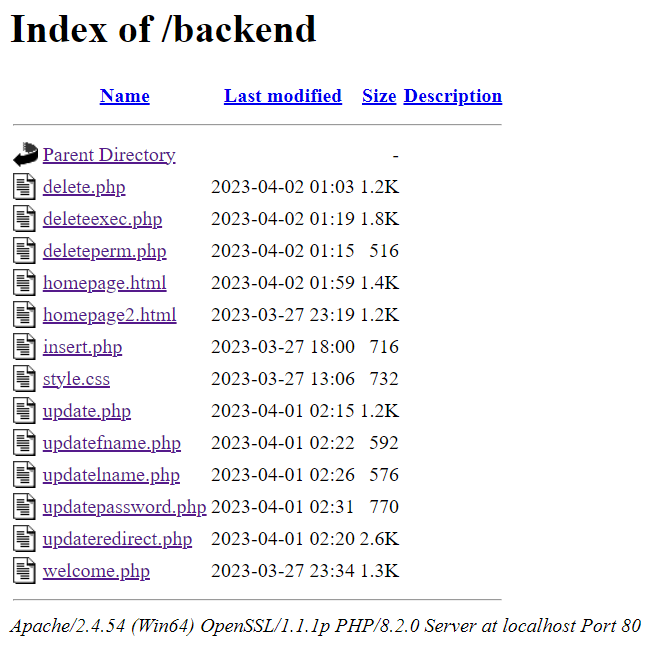 Index of /backend
Name Last modified Size Description
Parent Directory -
delete.php 2023-04-02 01:03 1.2K
deleteexec.php 2023-04-02 01:19 1.8K
deleteperm.php 2023-04-02 01:15 516
homepage.html 2023-04-02 01:59 1.4K
homepage2.html 2023-03-27 23:19 1.2K
insert.php 2023-03-27 18:00 716
style.css 2023-03-27 13:06 732
update.php 2023-04-01 02:15 1.2K
updatefname.php 2023-04-01 02:22 592
updatelname.php 2023-04-01 02:26 576
updatepassword.php 2023-04-01 02:31 770
updateredirect.php 2023-04-01 02:20 2.6K
welcome.php 2023-03-27 23:34 1.3K
Apache/2.4.54 (Win64) OpenSSL/1.1.1p PHP/8.2.0 Server at localhost Port 80